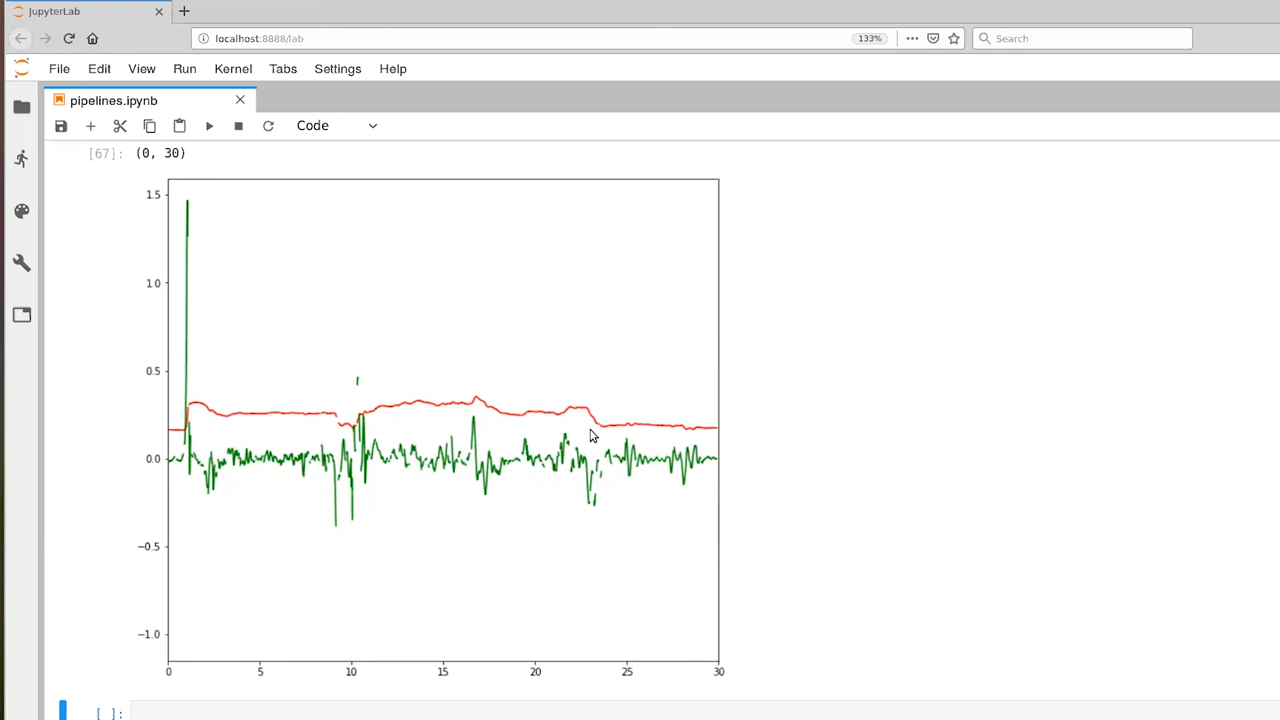 JupyterLab
localhost:8888/lab
133%
Search
File Edit View Run Kernel Tabs Settings Help
pipelines.ipynb
Code
[67]: (0, 30)
1.5
1.0
0.5
0.0
−0.5
−1.0
0 5 10 15 20 25 30
[ ]: